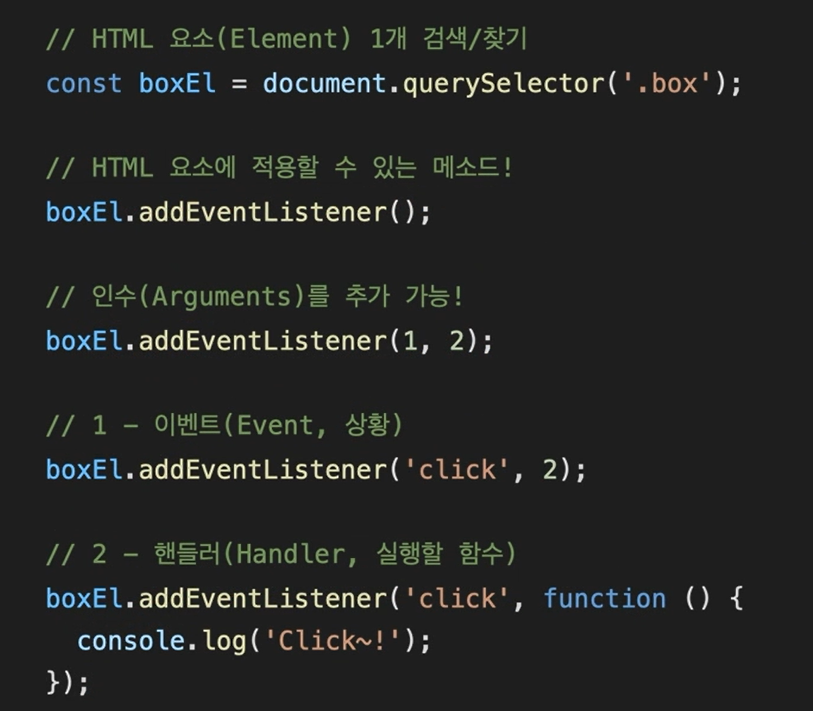 // HTML 요소(Element) 1개 검색/찾기
const boxEl = document.querySelector('.box');
// HTML 요소에 적용할 수 있는 메소드!
boxEl.addEventListener();
// 인수(Arguments)를 추가 가능!
boxEl.addEventListener(1, 2);
// 1 – 이벤트(Event, 상황)
boxEl.addEventListener('click', 2);
// 2 – 핸들러(Handler, 실행할 함수)
boxEl.addEventListener('click', function () {
  console.log('Click~!');
});